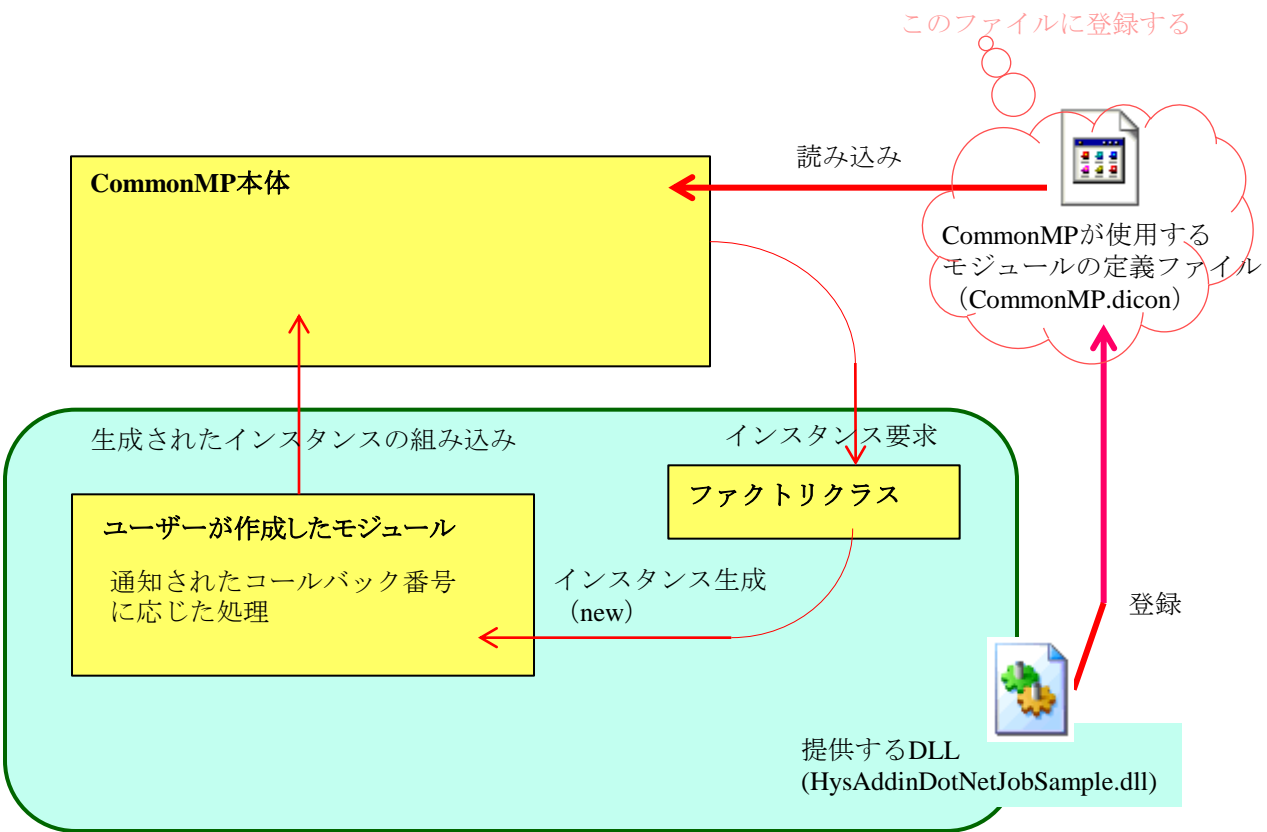 このファイルに登録する
読み込み
CommonMP本体
CommonMPが使用する
モジュールの定義ファイル
（CommonMP.dicon）
生成されたインスタンスの組み込み
インスタンス要求
ファクトリクラス
ユーザーが作成したモジュール
通知されたコールバック番号
に応じた処理
インスタンス生成
（new）
登録
提供するDLL
(HysAddinDotNetJobSample.dll)